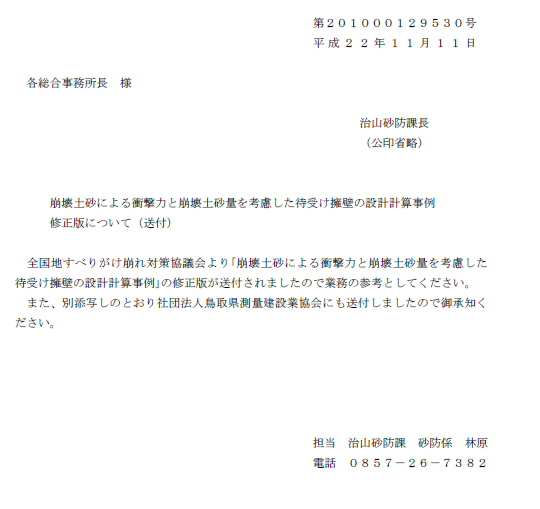 第２０１０００１２９５３０号
平成２２年１１月１１日
各総合事務所長　様
治山砂防課長
（公印省略）
崩壊土砂による衝撃力と崩壊土砂量を考慮した待受け擁壁の設計計算事例
修正版について（送付）
全国地すべりがけ崩れ対策協議会より｢崩壊土砂による衝撃力と崩壊土砂量を考慮した
待受け擁壁の設計計算事例｣の修正版が送付されましたので業務の参考としてください。
また、別添写しのとおり社団法人鳥取県測量建設業協会にも送付しましたので御承知く
ださい。
担当　治山砂防課　砂防係　林原
電話　０８５７－２６－７３８２